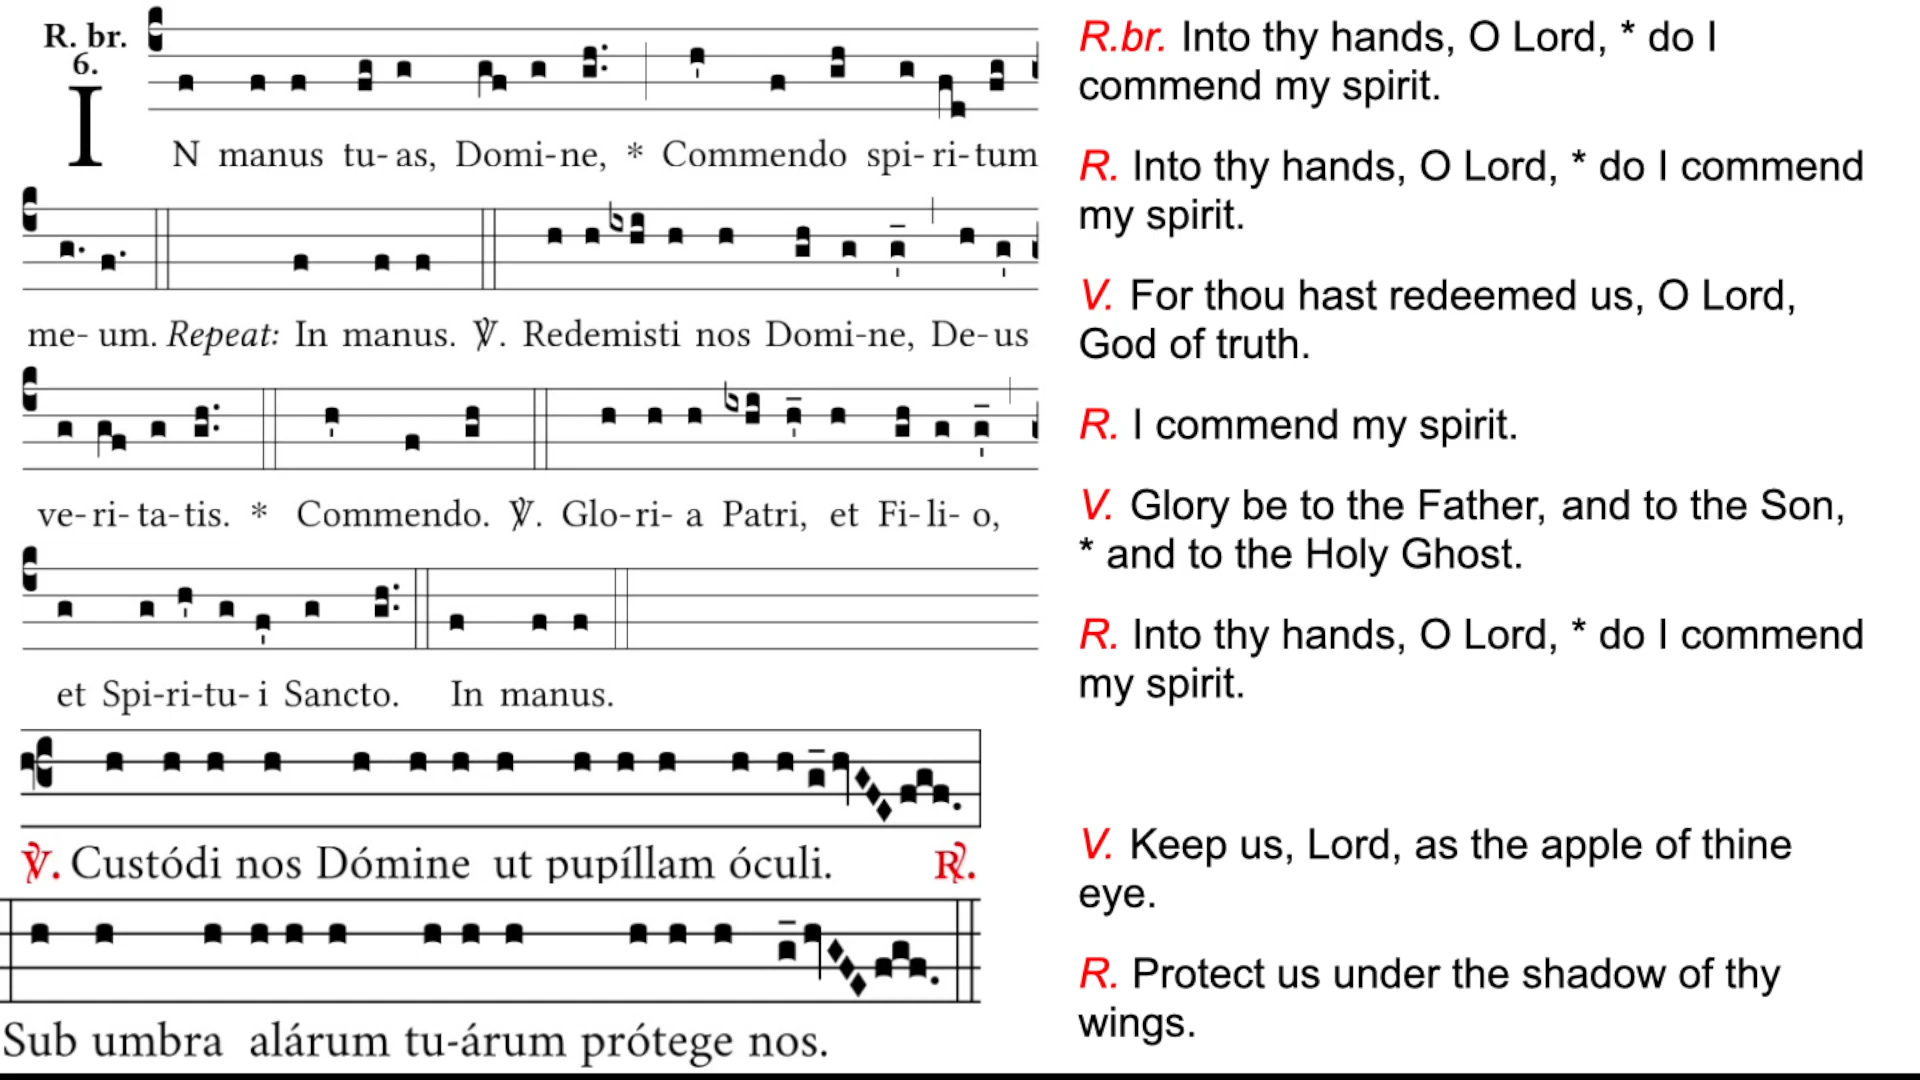 R. br.
6.
IN manus tu- as, Domi-ne, * Commendo spi- ri-tum
me- um. Repeat: In manus. ℣. Redemisti nos Domi-ne, De-us
ve-ri-ta-tis. * Commendo. ℣. Glo-ri- a Patri, et Fi-li- o,
et Spi-ri-tu- i Sancto. In manus.
℣. Custódi nos Dómine ut pupíllam óculi. ℟.
Sub umbra alárum tu-árum prótege nos.
R.br. Into thy hands, O Lord, * do I
commend my spirit.
R. Into thy hands, O Lord, * do I commend
my spirit.
V. For thou hast redeemed us, O Lord,
God of truth.
R. I commend my spirit.
V. Glory be to the Father, and to the Son,
* and to the Holy Ghost.
R. Into thy hands, O Lord, * do I commend
my spirit.
V. Keep us, Lord, as the apple of thine
eye.
R. Protect us under the shadow of thy
wings.